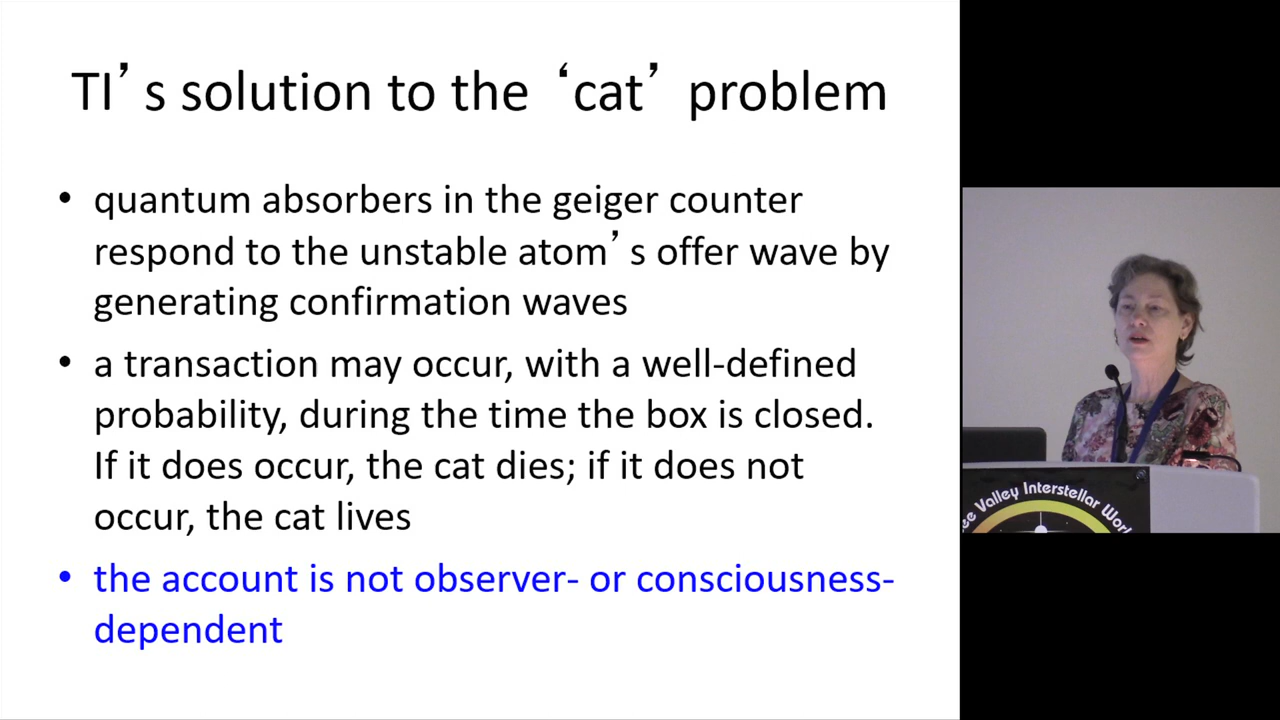 TI’s solution to the ‘cat’ problem
• quantum absorbers in the geiger counter
respond to the unstable atom’s offer wave by
generating confirmation waves
• a transaction may occur, with a well-defined
probability, during the time the box is closed.
If it does occur, the cat dies; if it does not
occur, the cat lives
• the account is not observer- or consciousness-
dependent
Valley Interstellar